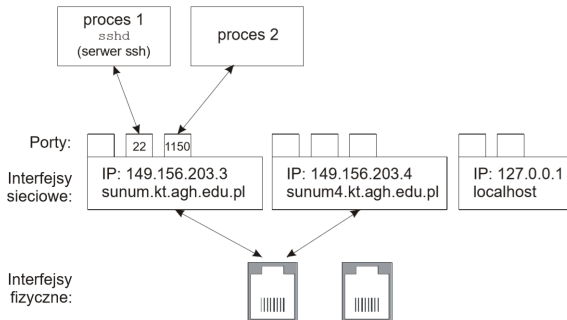 proces 1
sshd
(serwer ssh)
proces 2
Porty:
22
1150
Interfejsy
sieciowe:
IP: 149.156.203.3
sunum.kt.agh.edu.pl
IP: 149.156.203.4
sunum4.kt.agh.edu.pl
IP: 127.0.0.1
localhost
Interfejsy
fizyczne: